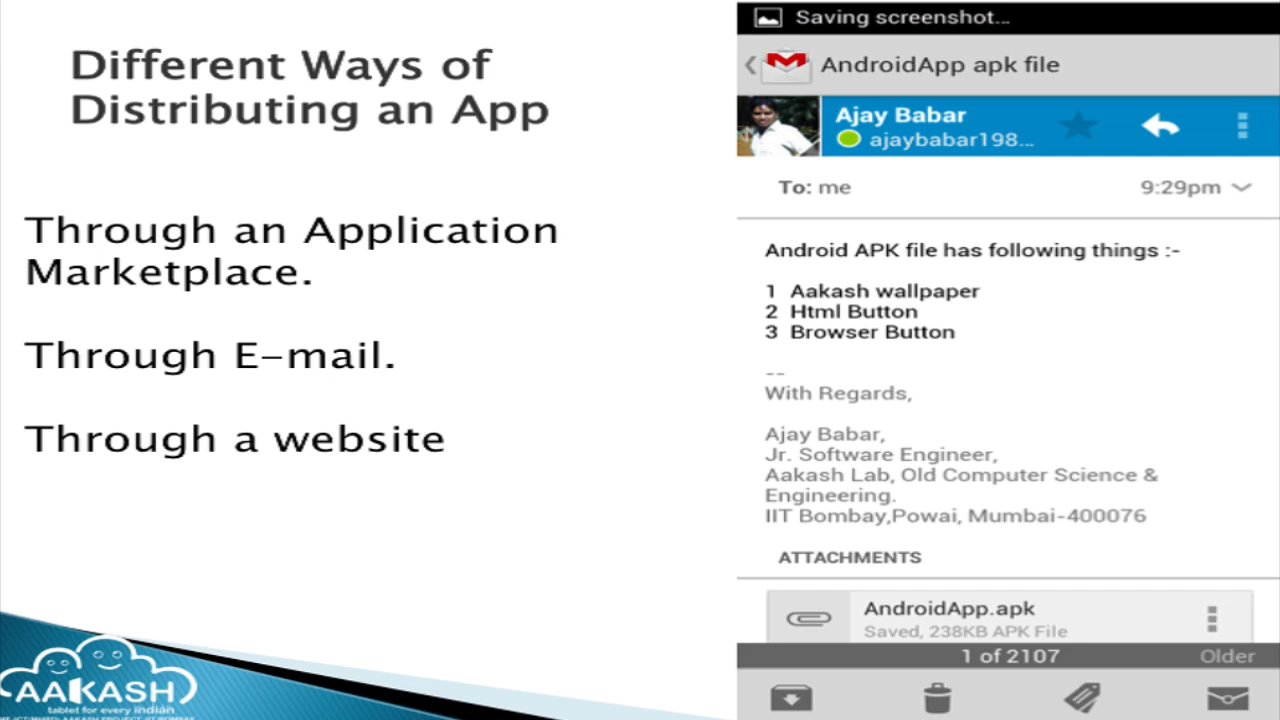 Different Ways of
Distributing an App
Through an Application
Marketplace.
Through E-mail.
Through a website
AAKASH
tablet for every indian
Saving screenshot...
AndroidApp apk file
Ajay Babar
ajaybabar198...
To: me
9:29pm
Android APK file has following things :-
1 Aakash wallpaper
2 Html Button
3 Browser Button
--
With Regards,
Ajay Babar,
Jr. Software Engineer,
Aakash Lab, Old Computer Science &
Engineering.
IIT Bombay,Powai, Mumbai-400076
ATTACHMENTS
AndroidApp.apk
Saved, 238KB APK File
1 of 2107
Older